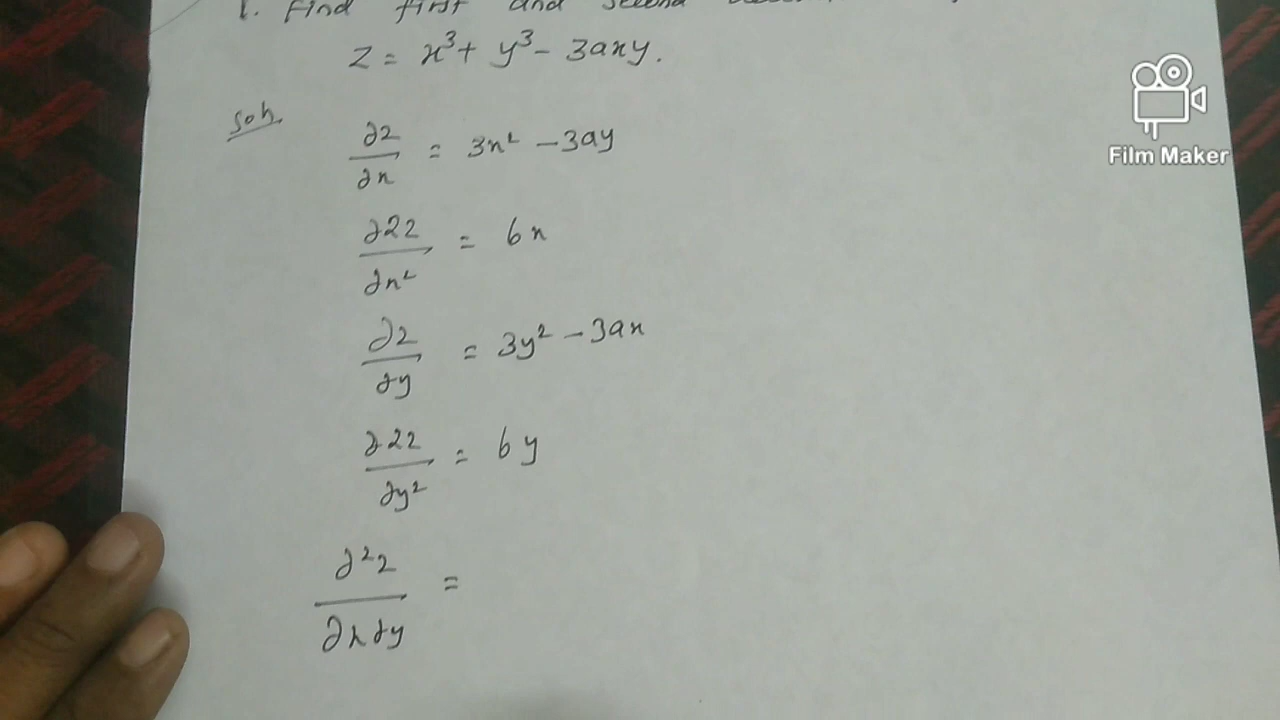 1. Find first and second
z = x³ + y³ - 3axy.
Soln.
∂z/∂x = 3x² - 3ay
∂2z/∂x² = 6x
∂z/∂y = 3y² - 3ax
∂2z/∂y² = 6y
∂²z/∂x∂y =
Film Maker